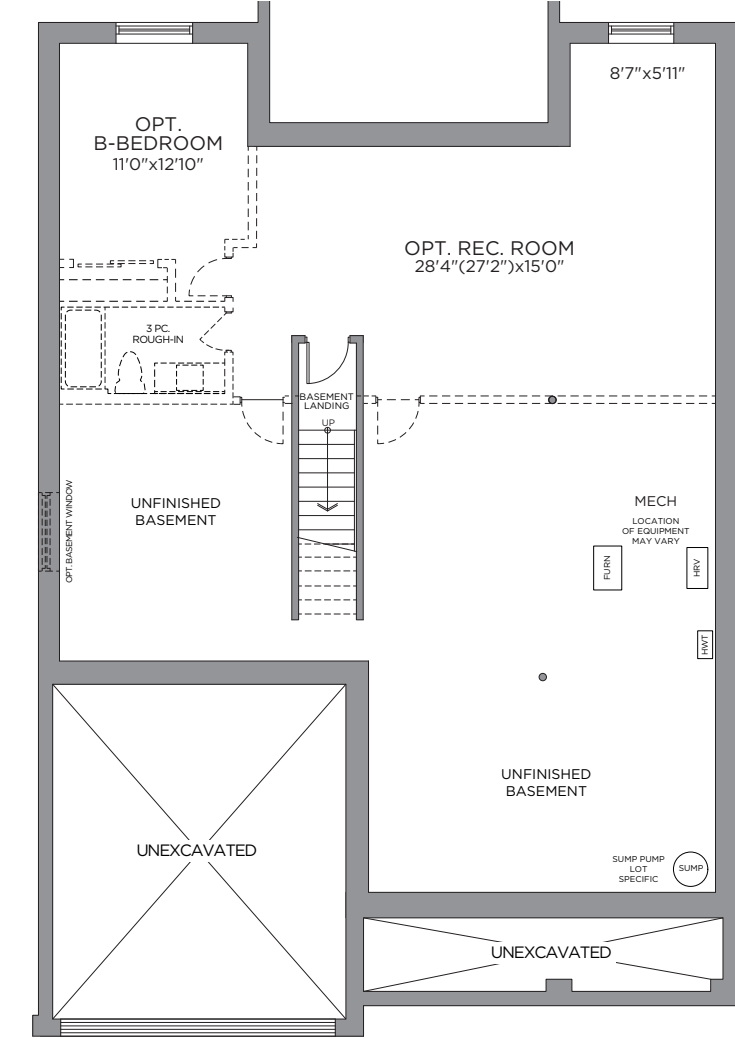 8'7"x5'11"
OPT.
B-BEDROOM
11'0"x12'10"
OPT. REC. ROOM
28'4"(27'2")x15'0"
3 PC.
ROUGH-IN
BASEMENT
LANDING
UP
OPT. BASEMENT WINDOW
UNFINISHED
BASEMENT
MECH
LOCATION
OF EQUIPMENT
MAY VARY
FURN
HRV
HWT
UNFINISHED
BASEMENT
UNEXCAVATED
SUMP PUMP
LOT
SPECIFIC
SUMP
UNEXCAVATED